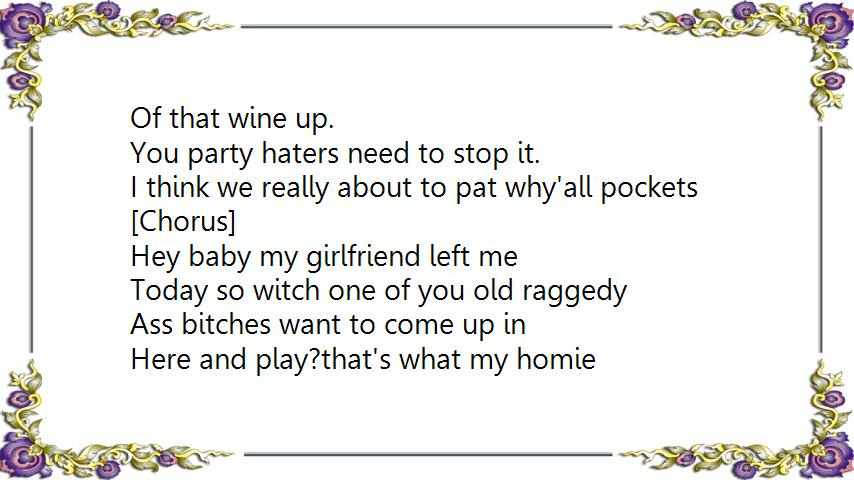 Of that wine up.
You party haters need to stop it.
I think we really about to pat why'all pockets
[Chorus]
Hey baby my girlfriend left me
Today so witch one of you old raggedy
Ass bitches want to come up in
Here and play?that's what my homie